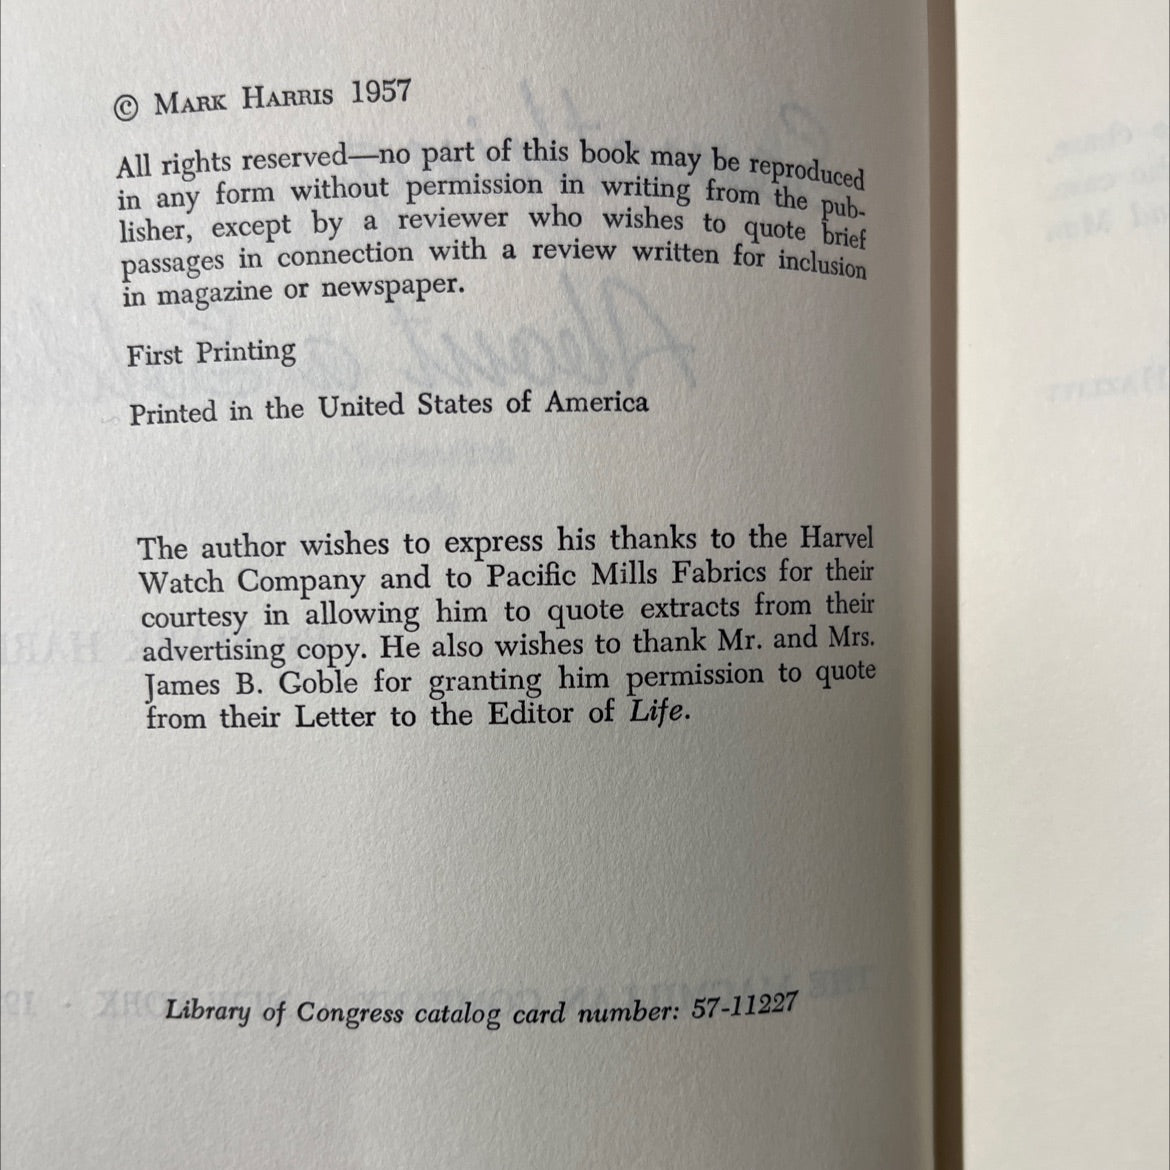 © MARK HARRIS 1957
All rights reserved—no part of this book may be reproduced
in any form without permission in writing from the pub-
lisher, except by a reviewer who wishes to quote brief
passages in connection with a review written for inclusion
in magazine or newspaper.
First Printing
Printed in the United States of America
The author wishes to express his thanks to the Harvel
Watch Company and to Pacific Mills Fabrics for their
courtesy in allowing him to quote extracts from their
advertising copy. He also wishes to thank Mr. and Mrs.
James B. Goble for granting him permission to quote
from their Letter to the Editor of Life.
Library of Congress catalog card number: 57-11227